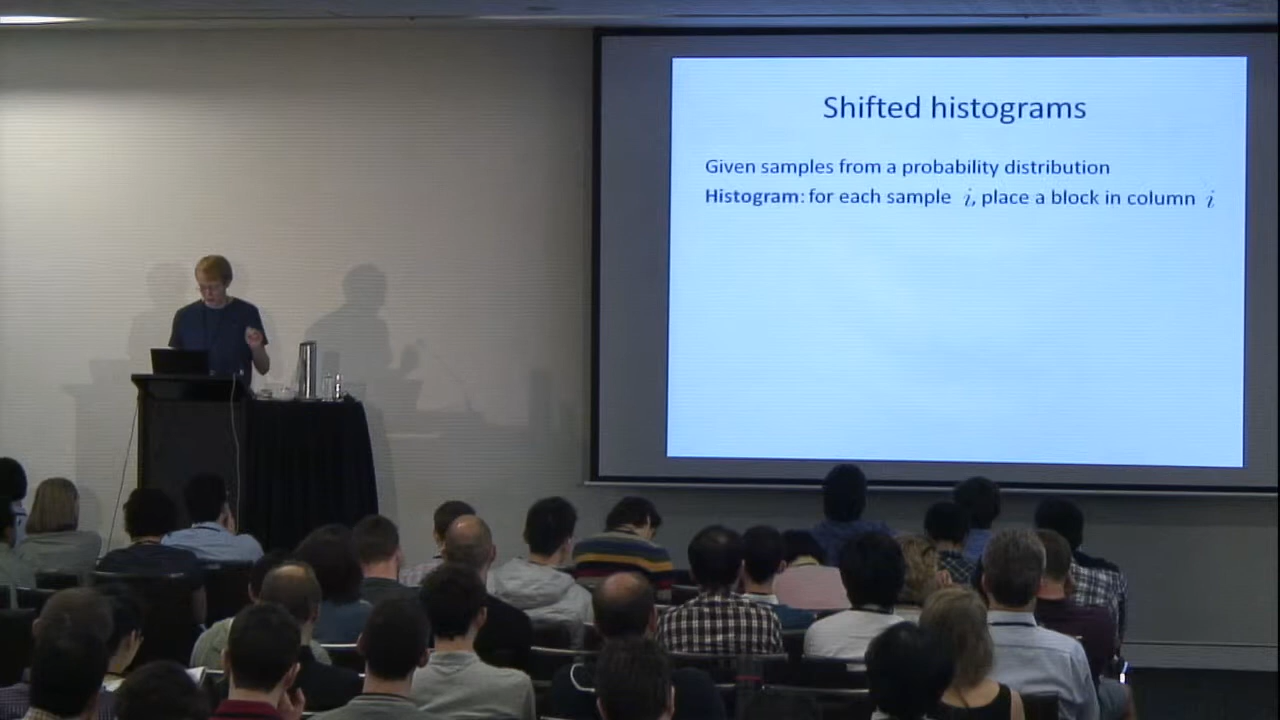 Shifted histograms
Given samples from a probability distribution
Histogram: for each sample i, place a block in column i